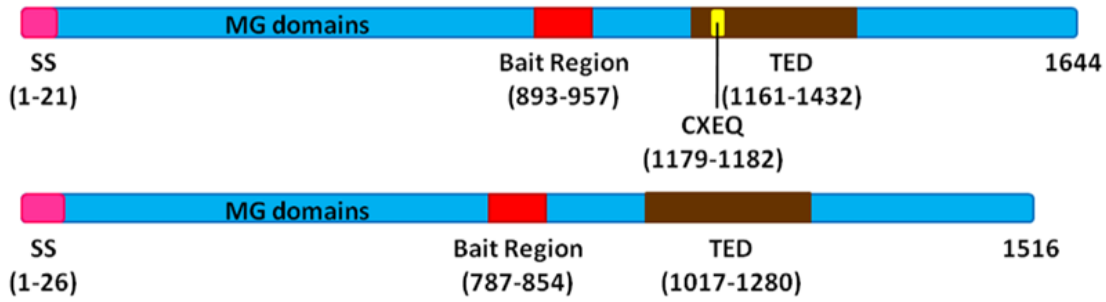 MG domains
SS Bait Region TED 1644
(1-21) (893-957) (1161-1432)
CXEQ
(1179-1182)
MG domains
SS Bait Region TED 1516
(1-26) (787-854) (1017-1280)